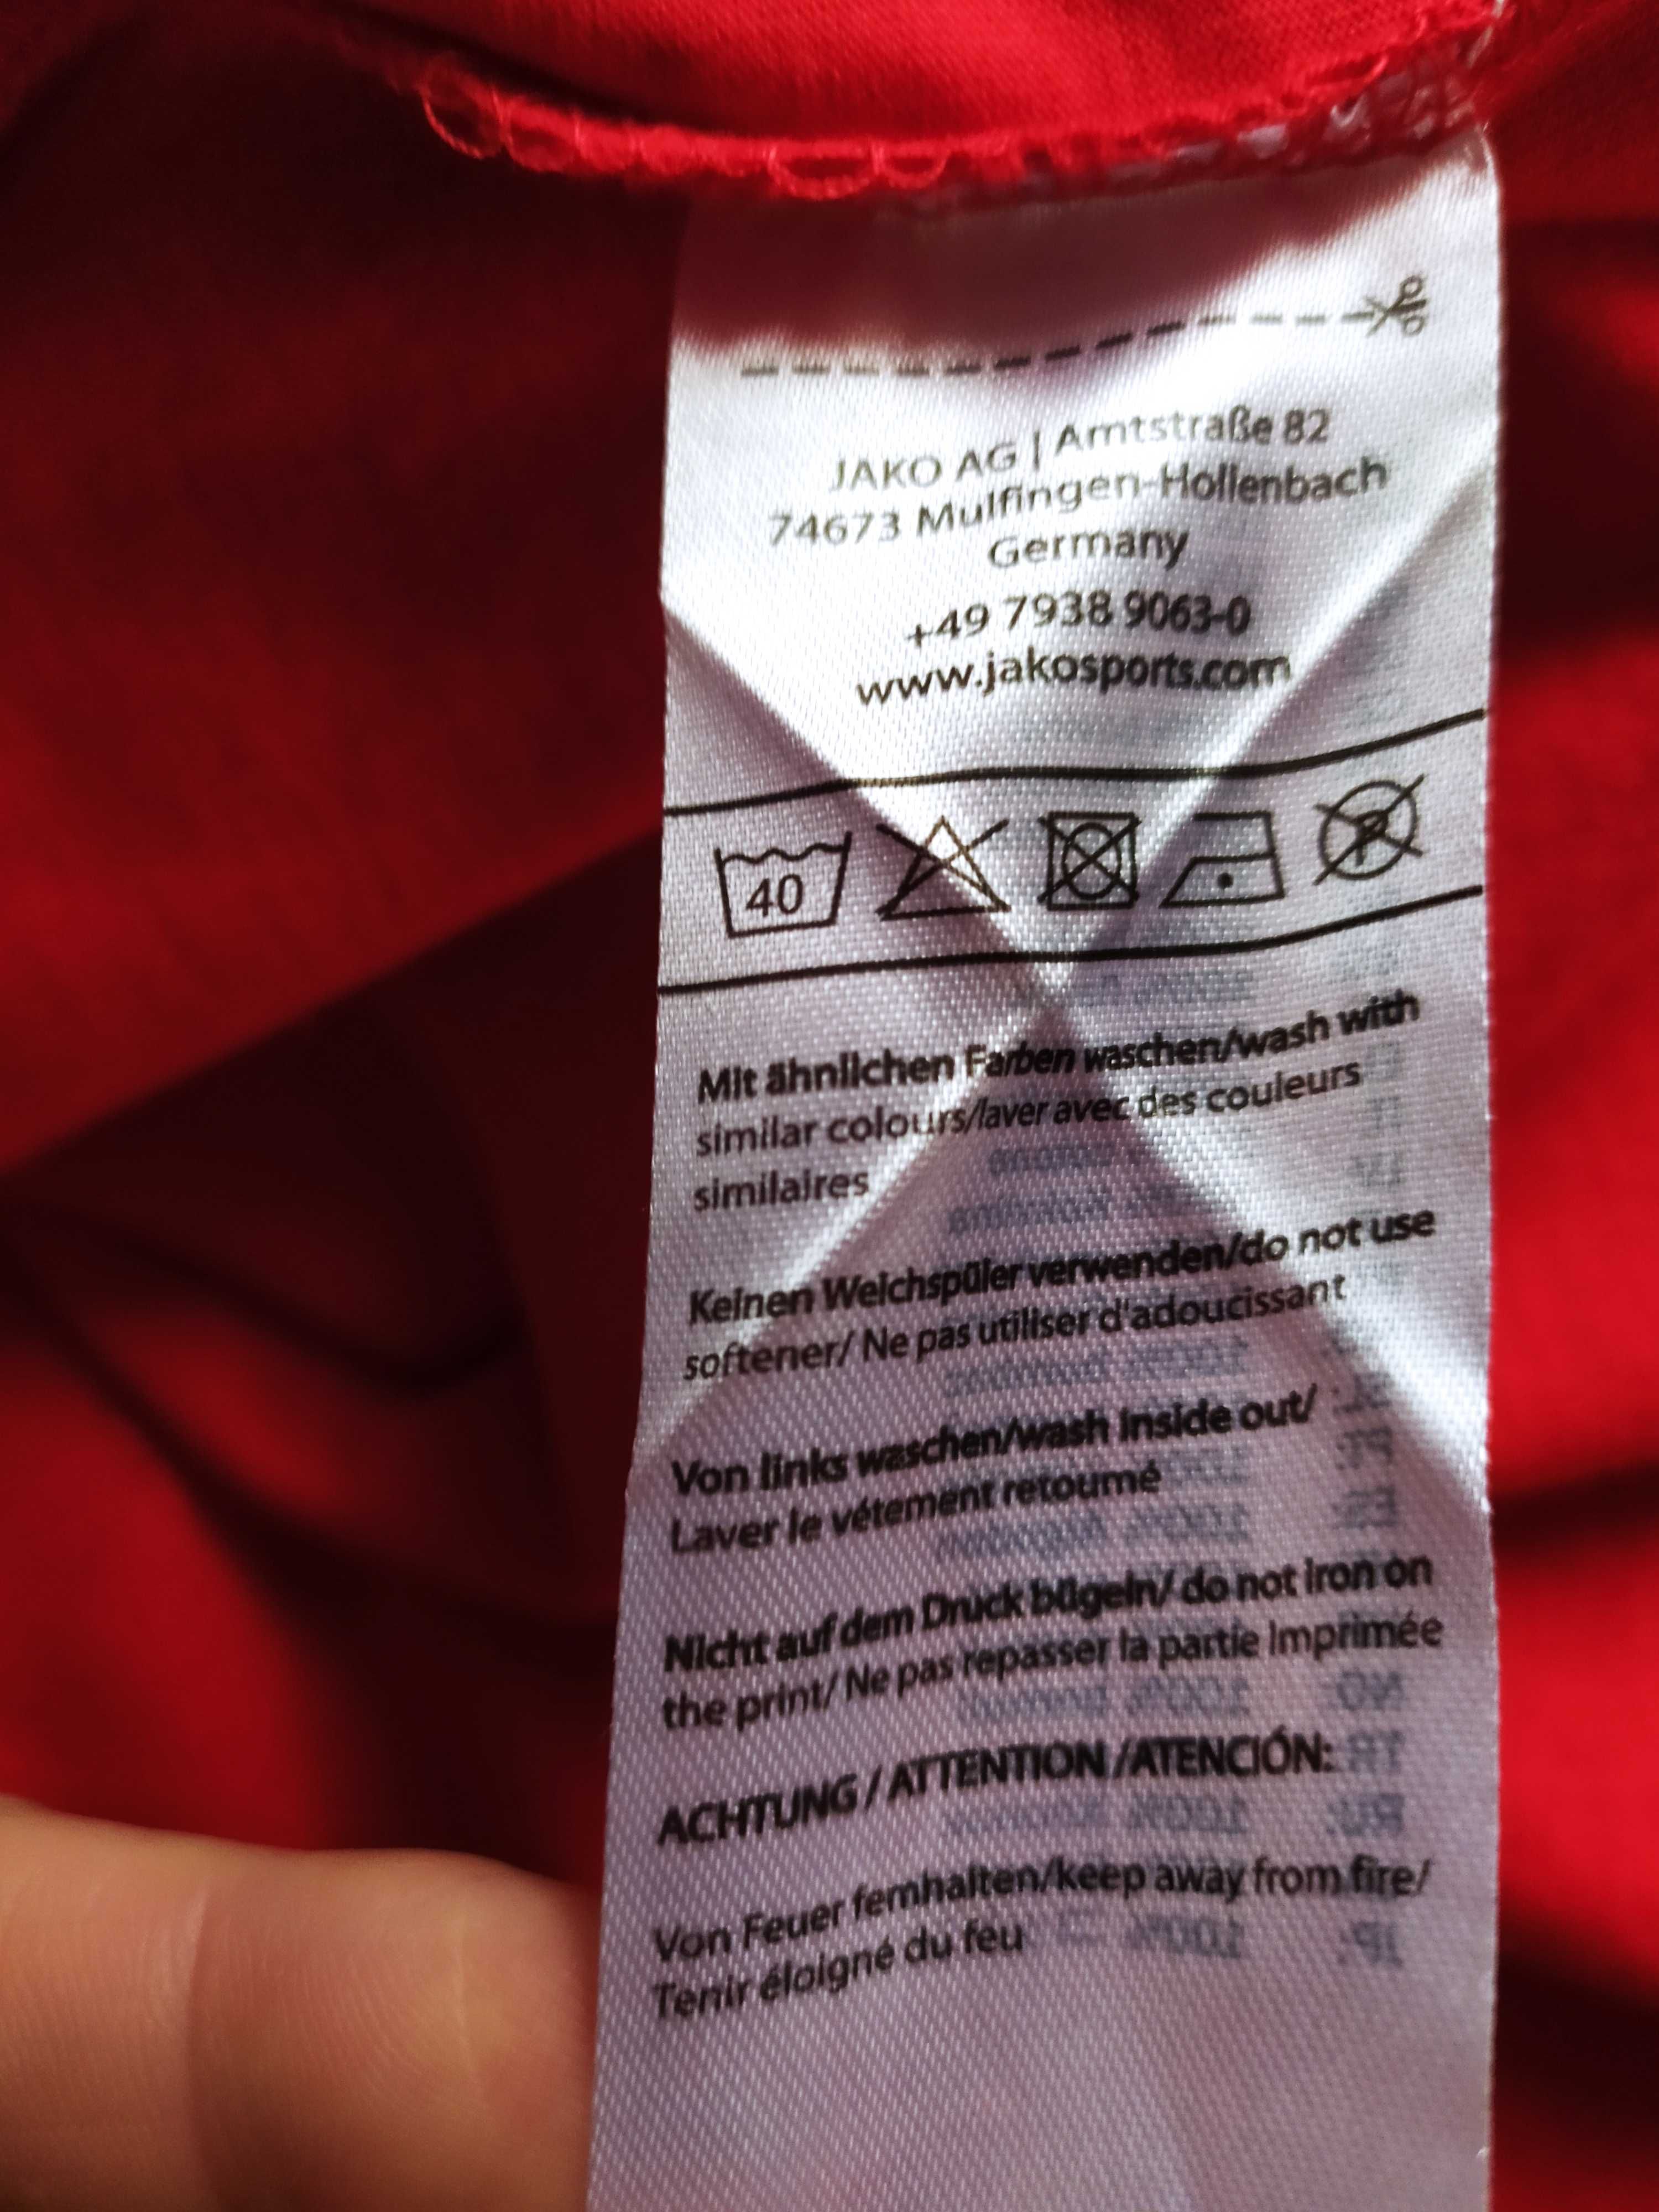 JAKO AG | Amtstraße 82
74673 Mulfingen-Hollenbach
Germany
+49 7938 9063-0
www.jakosports.com
40
P
Mit ähnlichen Farben waschen/wash with
similar colours/laver avec des couleurs
similaires
Keinen Weichspüler verwenden/do not use
softener/ Ne pas utiliser d'adoucissant
Von links waschen/wash inside out/
Laver le vétement retourné
Nicht auf dem Druck bügeln/ do not iron on
the print/ Ne pas repasser la partie imprimée
ACHTUNG / ATTENTION /ATENCIÓN:
Von Feuer fernhalten/keep away from fire/
Tenir éloigné du feu